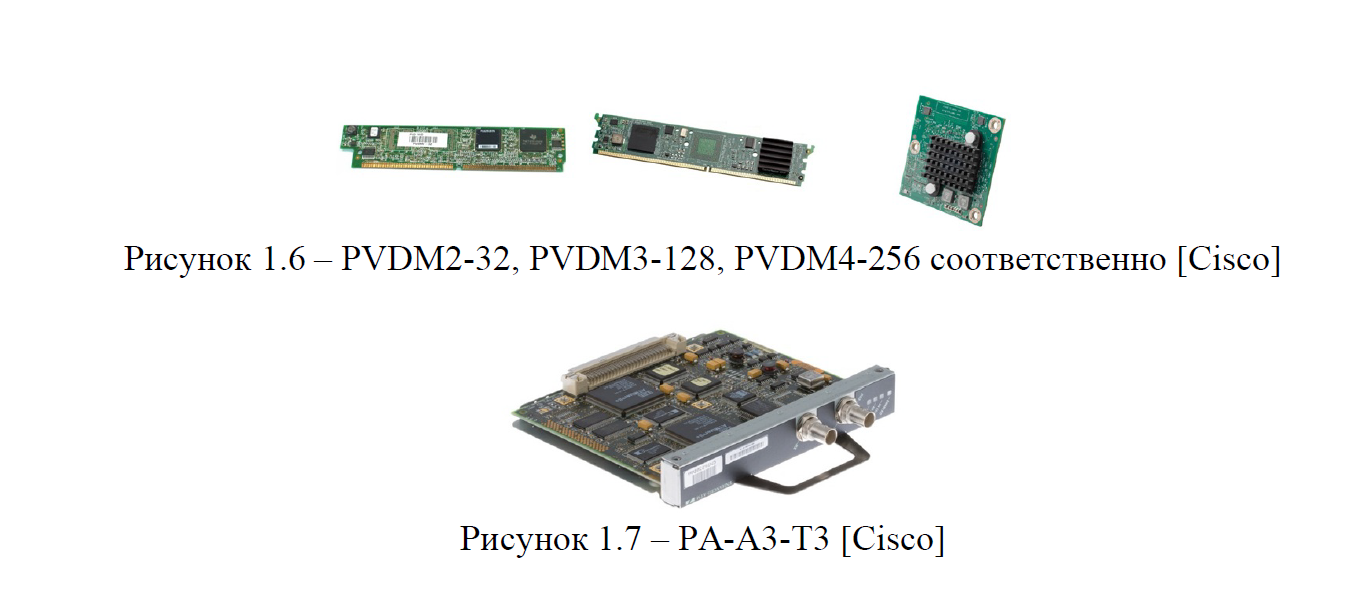 Рисунок 1.6 – PVDM2-32, PVDM3-128, PVDM4-256 соответственно [Cisco]
Рисунок 1.7 – PA-A3-T3 [Cisco]